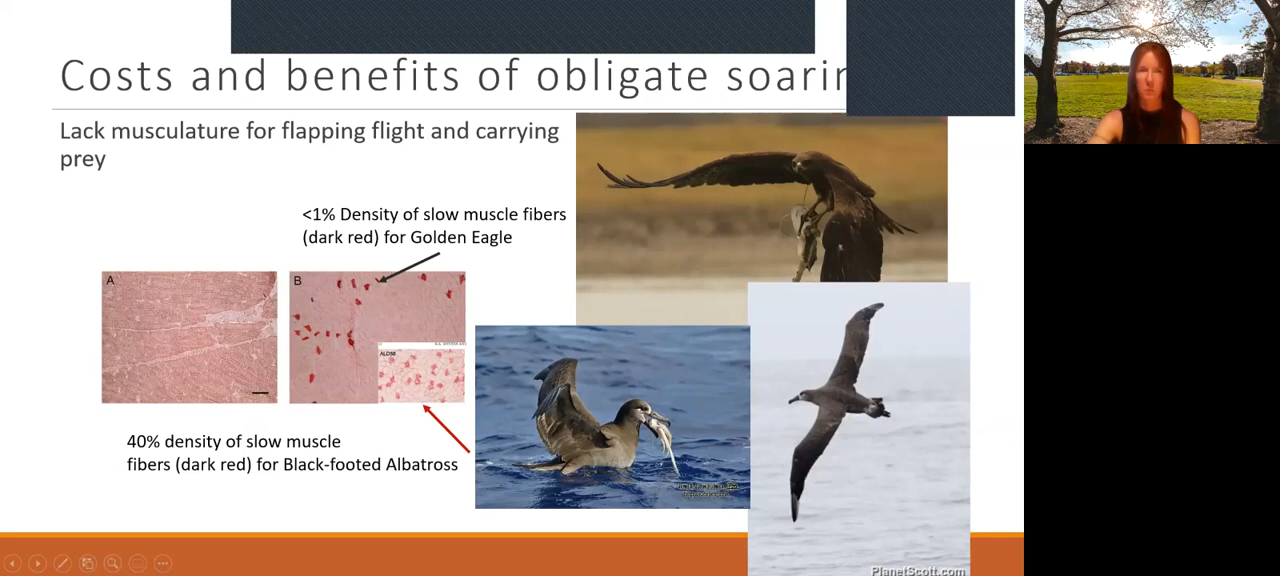 Costs and benefits of obligate soarin
Lack musculature for flapping flight and carrying
prey
<1% Density of slow muscle fibers
(dark red) for Golden Eagle
A
B
ALD58
40% density of slow muscle
fibers (dark red) for Black-footed Albatross
PlanetScott.com